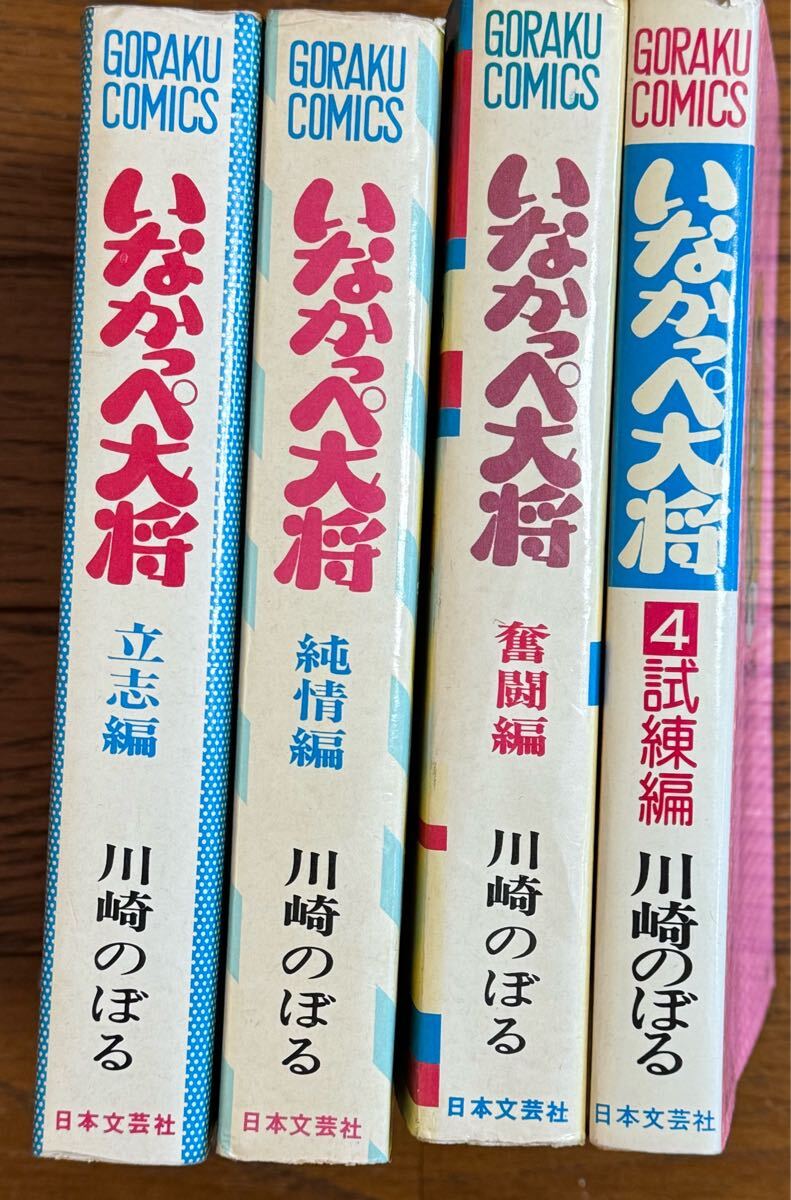 GORAKU
COMICS
いなかっぺ大将
立志編
川崎のぼる
日本文芸社
GORAKU
COMICS
いなかっぺ大将
純情編
川崎のぼる
日本文芸社
GORAKU
COMICS
いなかっぺ大将
奮闘編
川崎のぼる
日本文芸社
GORAKU
COMICS
いなかっぺ大将
4試練編
川崎のぼる
日本文芸社